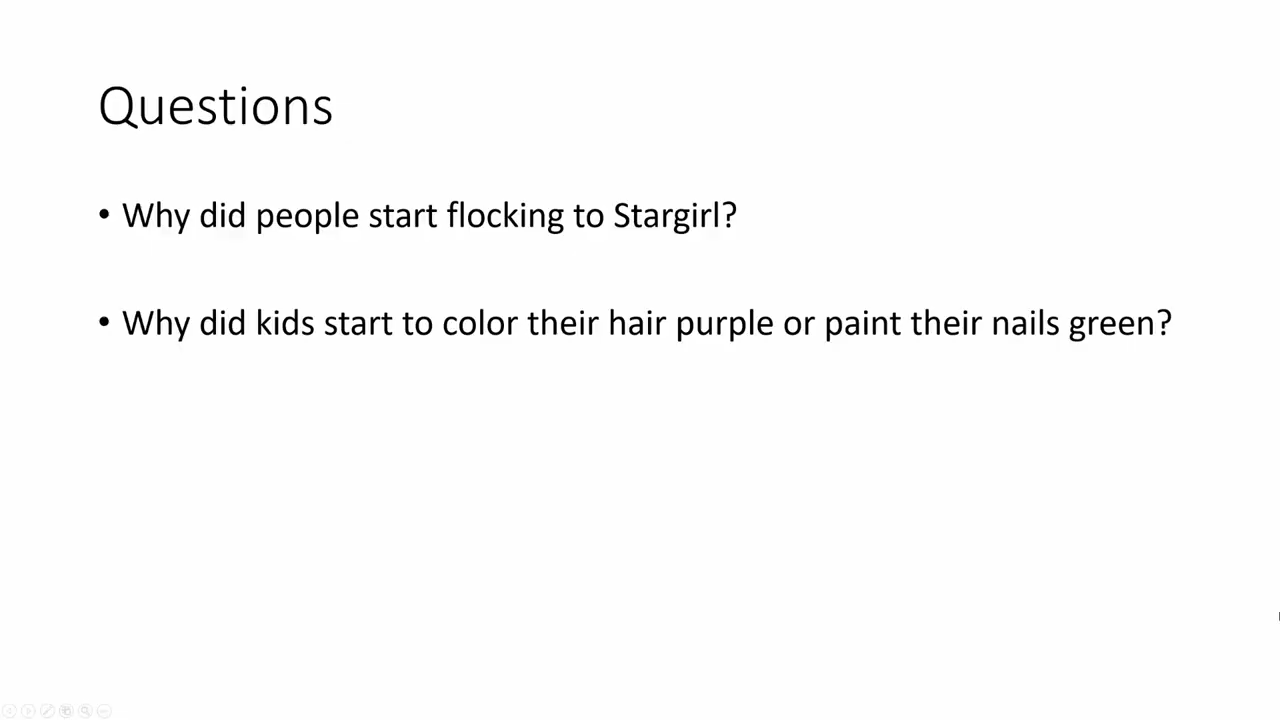 Questions
• Why did people start flocking to Stargirl?
• Why did kids start to color their hair purple or paint their nails green?